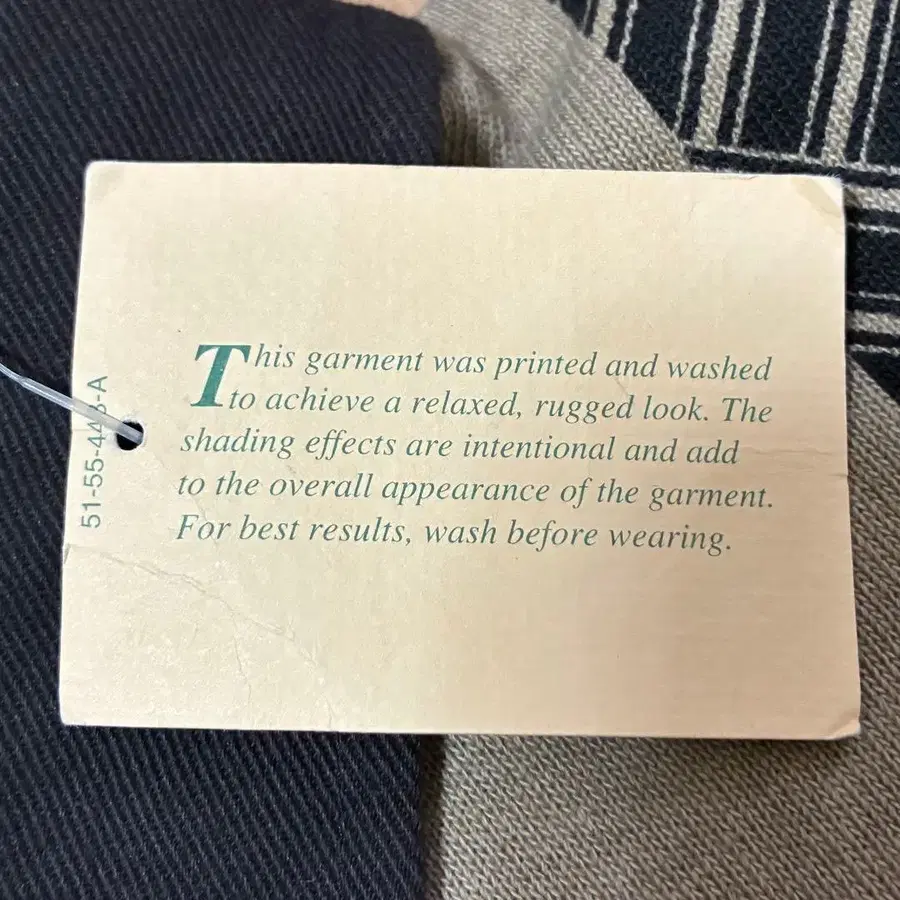 This garment was printed and washed
to achieve a relaxed, rugged look. The
shading effects are intentional and add
to the overall appearance of the garment.
For best results, wash before wearing.